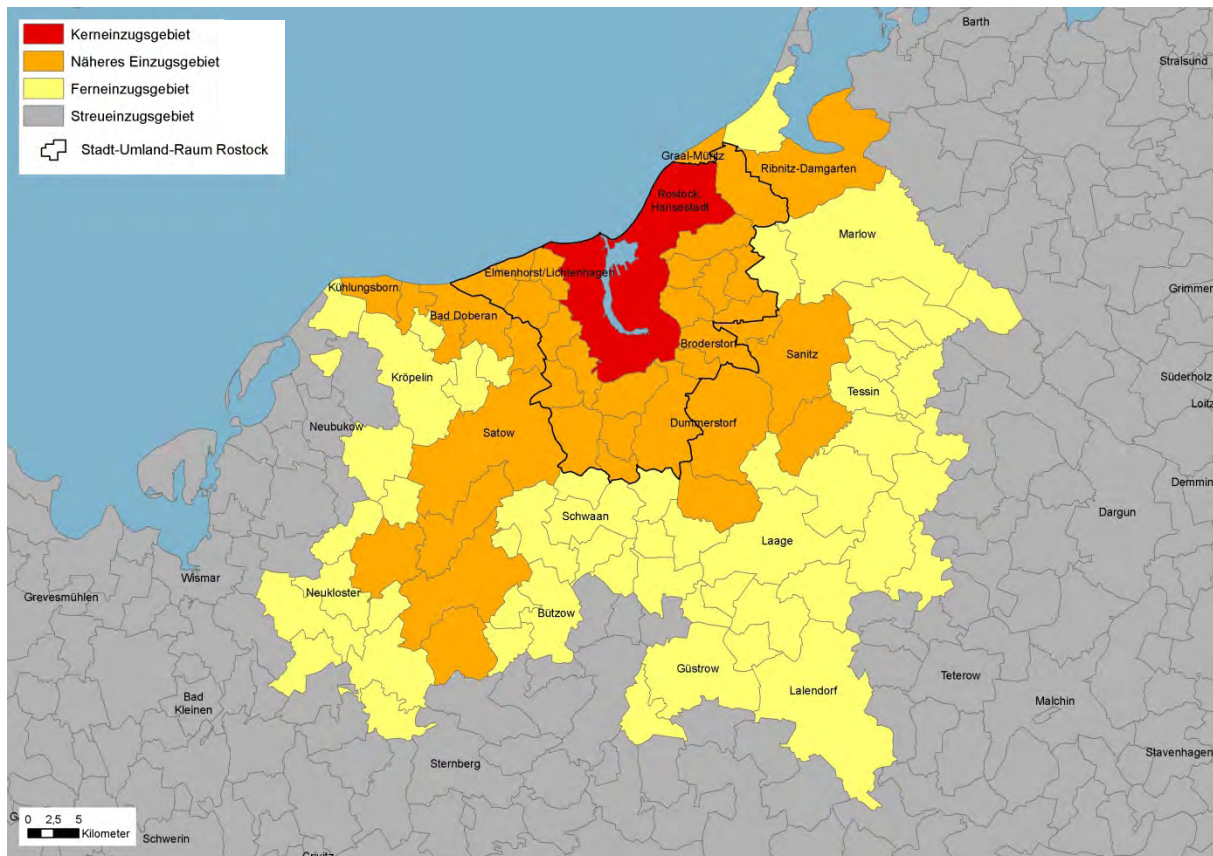 Kerneinzugsgebiet
Näheres Einzugsgebiet
Ferneinzugsgebiet
Streueinzugsgebiet
Stadt-Umland-Raum Rostock
Barth
Stralsund
Graal-Müritz
Ribnitz-Damgarten
Rostock,
Hansestadt
Marlow
Elmenhorst/Lichtenhagen
Kühlungsborn
Grimmen
Bad Doberan
Broderstorf
Sanitz
Kröpelin
Tessin
Süderholz
Loitz
Neubukow
Satow
Dummerstorf
Demmin
Schwaan
Dargun
Laage
Wismar
Grevesmühlen
Neukloster
Bützow
Güstrow
Teterow
Lalendorf
Bad
Kleinen
Malchin
Stavenhagen
Sternberg
0 2,5 5
Kilometer
Schwerin
Crivitz